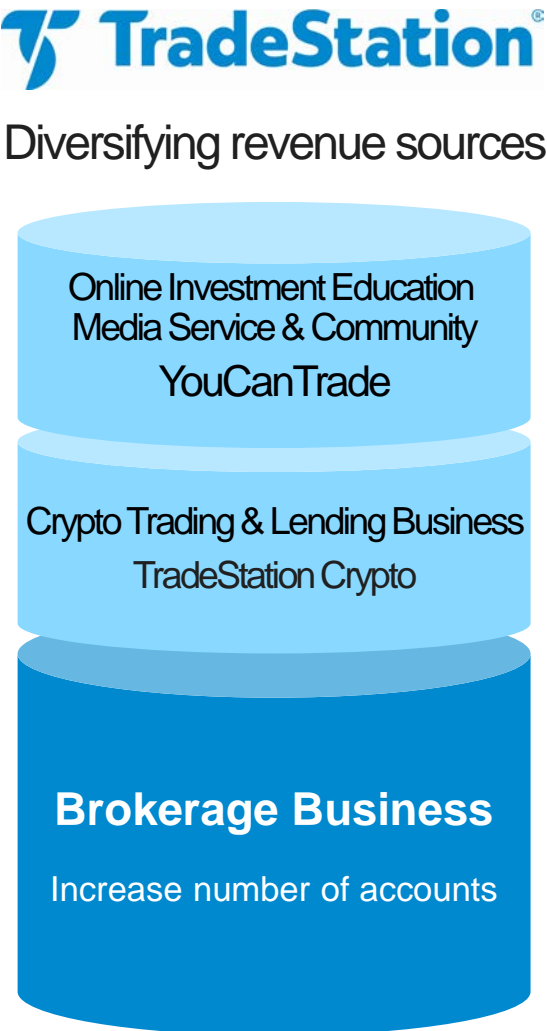 TradeStation®
Diversifying revenue sources
Online Investment Education
Media Service & Community
YouCanTrade
Crypto Trading & Lending Business
TradeStation Crypto
Brokerage Business
Increase number of accounts